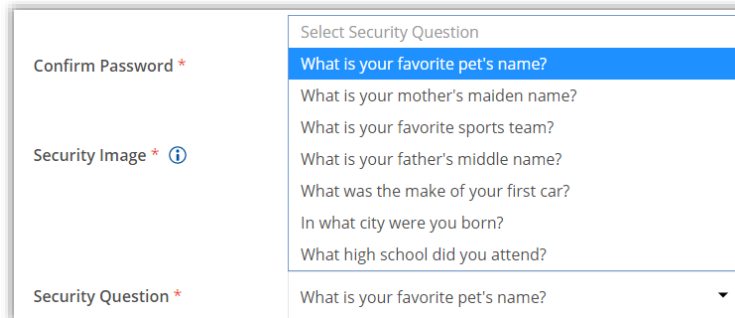 Select Security Question
Confirm Password *
What is your favorite pet's name?
What is your mother's maiden name?
What is your favorite sports team?
Security Image *
What is your father's middle name?
What was the make of your first car?
In what city were you born?
What high school did you attend?
Security Question *
What is your favorite pet's name?